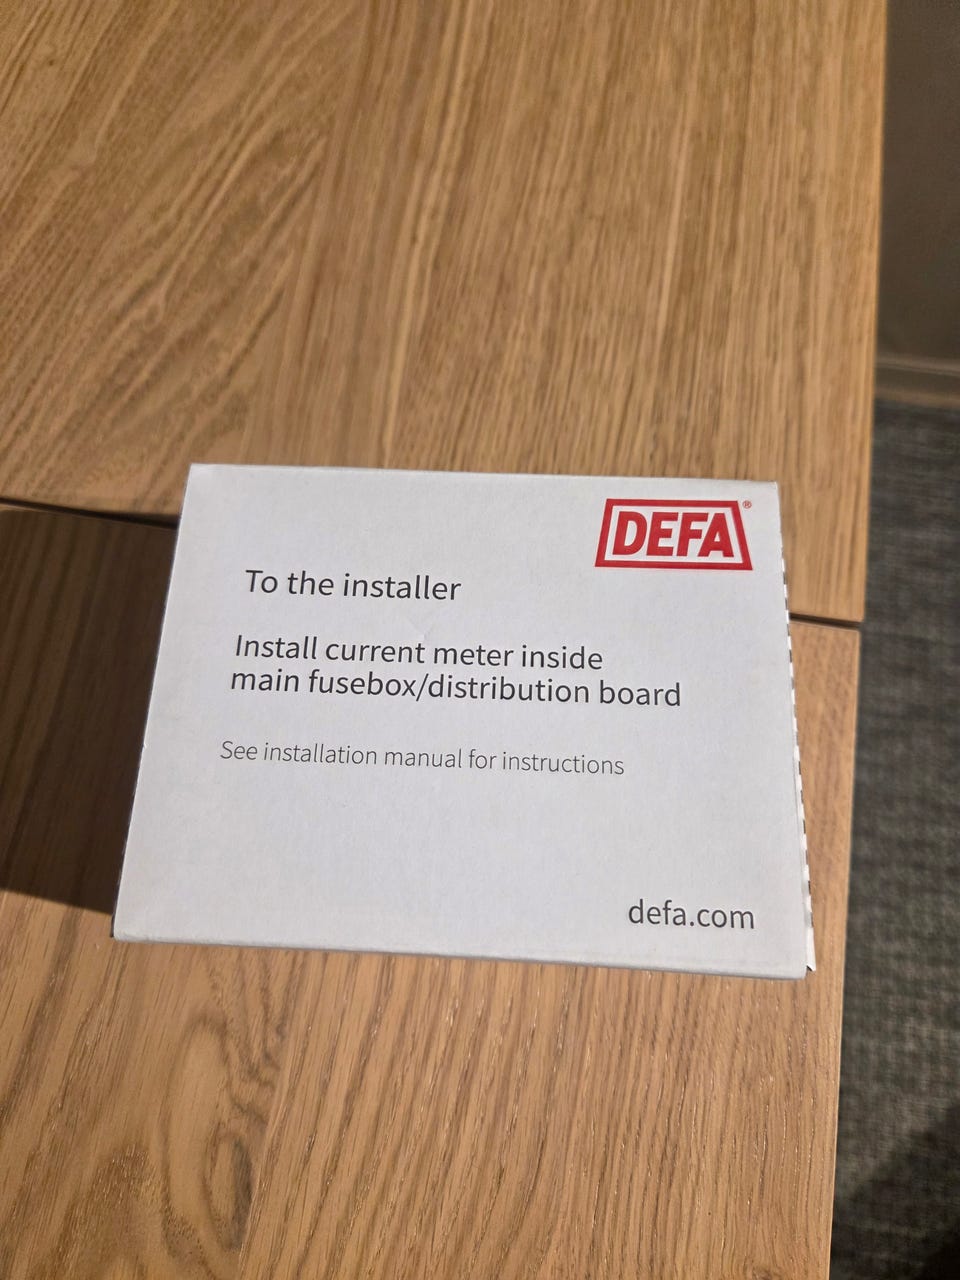 DEFA®
To the installer
Install current meter inside
main fusebox/distribution board
See installation manual for instructions
defa.com